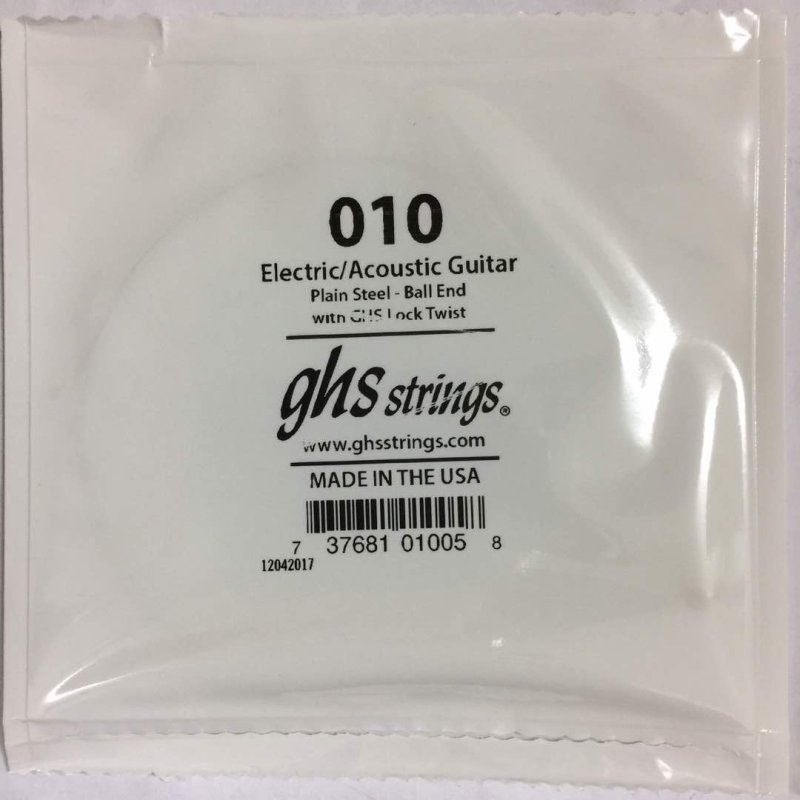 010
Electric/Acoustic Guitar
Plain Steel - Ball End
with GHS Lock Twist
ghs strings®
www.ghsstrings.com
MADE IN THE USA
7 37681 01005 8
12042017